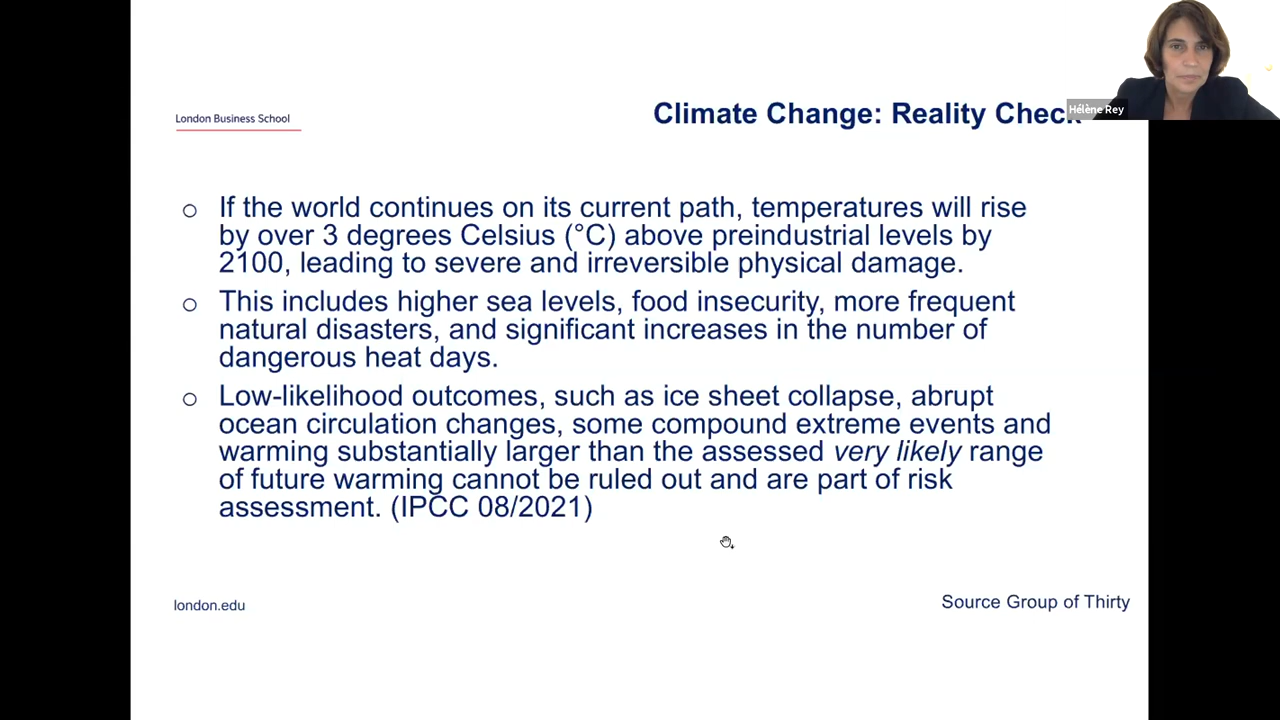 Hélène Rey
London Business School
Climate Change: Reality Check
o If the world continues on its current path, temperatures will rise
by over 3 degrees Celsius (°C) above preindustrial levels by
2100, leading to severe and irreversible physical damage.
o This includes higher sea levels, food insecurity, more frequent
natural disasters, and significant increases in the number of
dangerous heat days.
o Low-likelihood outcomes, such as ice sheet collapse, abrupt
ocean circulation changes, some compound extreme events and
warming substantially larger than the assessed very likely range
of future warming cannot be ruled out and are part of risk
assessment. (IPCC 08/2021)
london.edu
Source Group of Thirty